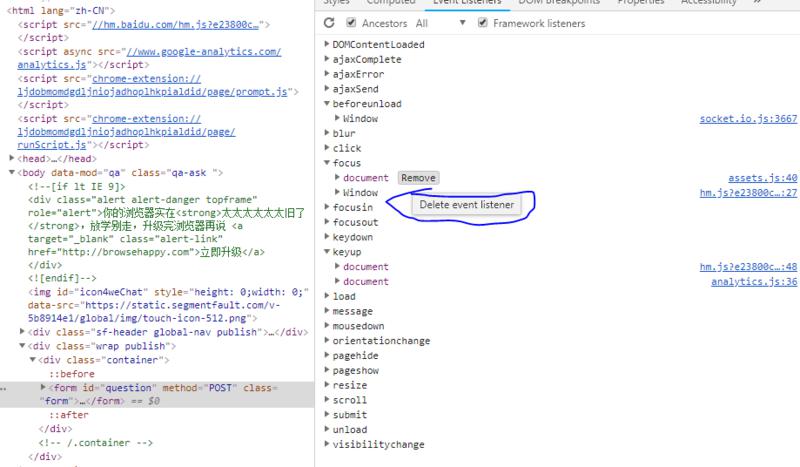 <html lang="zh-CN">
<script src="//hm.baidu.com/hm.js?e23800c…">
</script>
<script async src="//www.google-analytics.com/
analytics.js"></script>
<script src="chrome-extension://
ljdobmomdgdljniojadhoplhkpialdid/page/prompt.js">
</script>
<script src="chrome-extension://
ljdobmomdgdljniojadhoplhkpialdid/page/
runScript.js"></script>
<head>…</head>
<body data-mod="qa" class="qa-ask ">
<!--[if lt IE 9]>
<div class="alert alert-danger topframe"
role="alert">你的浏览器实在<strong>太太太太太太旧了
</strong>，放学别走，升级完浏览器再说 <a
target="_blank" class="alert-link"
href="http://browsehappy.com">立即升级</a>
</div>
<![endif]-->
<img id="icon4weChat" style="height: 0;width: 0;"
data-src="https://static.segmentfault.com/v-
5b8914e1/global/img/touch-icon-512.png">
<div class="sf-header global-nav publish">…</div>
<div class="wrap publish">
<div class="container">
::before
… <form id="question" method="POST" class=
"form">…</form> == $0
::after
</div>
<!-- /.container -->
</div>
Styles Computed Event Listeners DOM Breakpoints Properties Accessibility »
Ancestors All Framework listeners
DOMContentLoaded
ajaxComplete
ajaxError
ajaxSend
beforeunload
Window socket.io.js:3667
blur
click
focus
document Remove assets.js:40
Window hm.js?e23800c…:27
Delete event listener
focusin
focusout
keydown
keyup
document hm.js?e23800c…:48
document analytics.js:36
load
message
mousedown
orientationchange
pagehide
pageshow
resize
scroll
submit
unload
visibilitychange